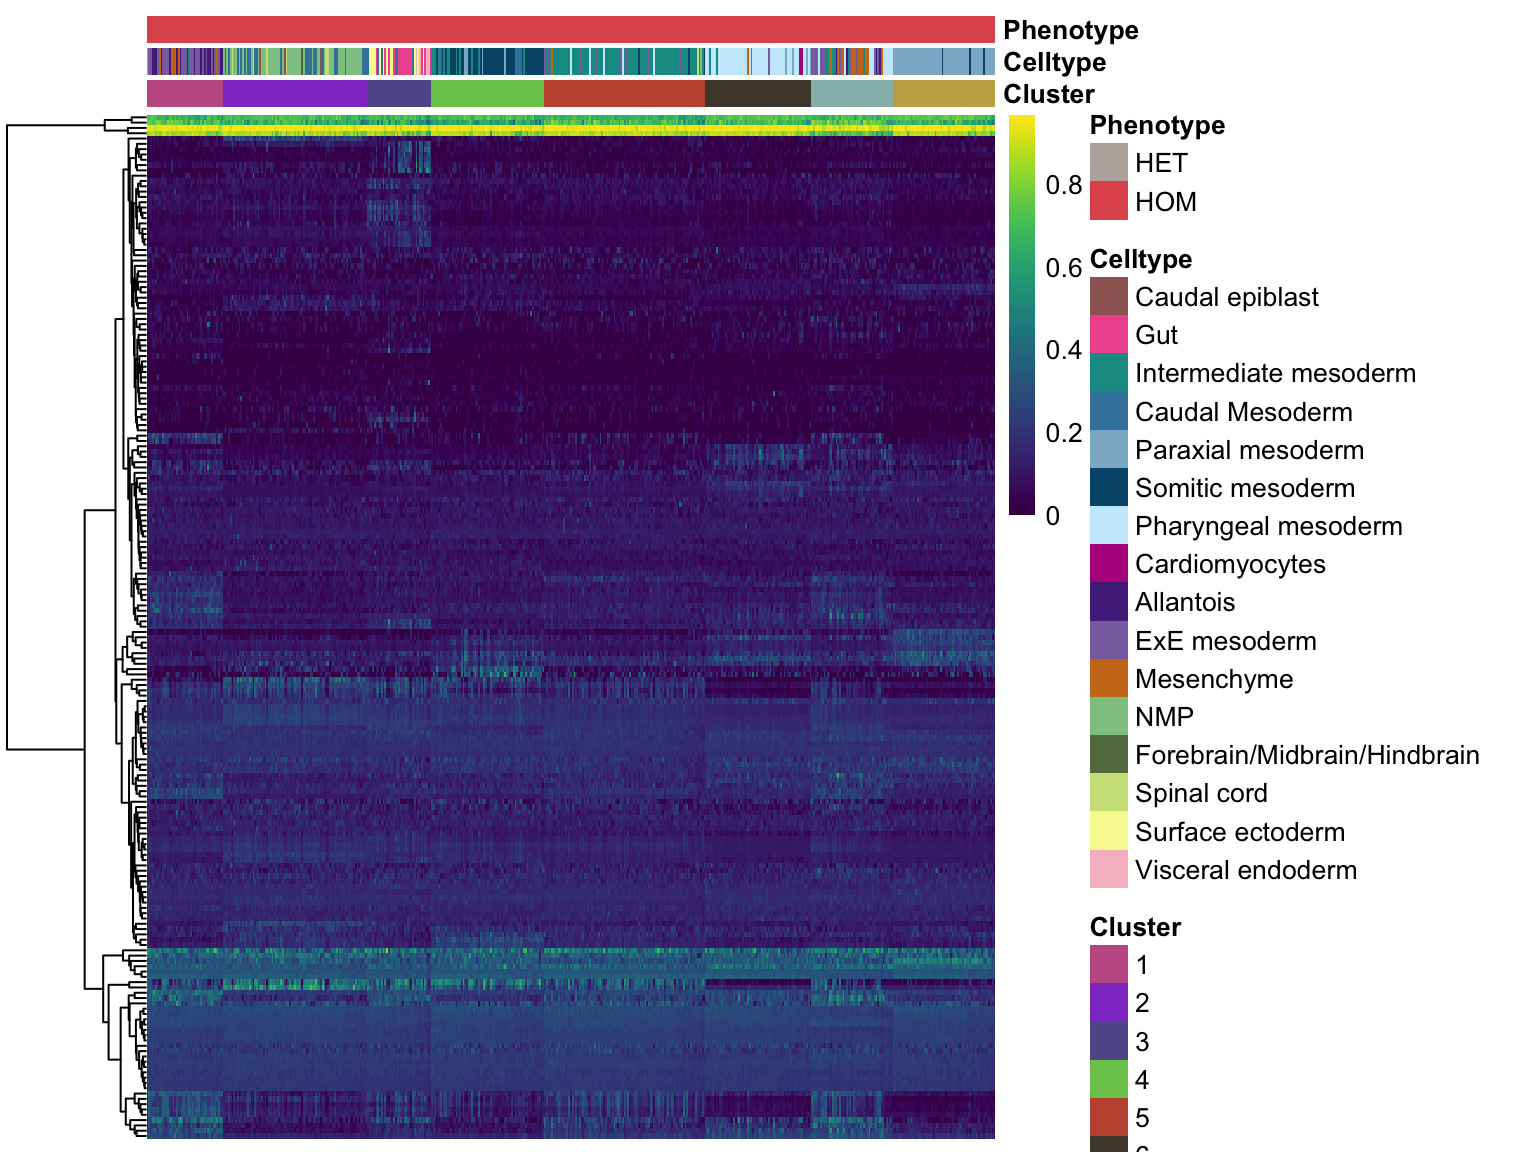 Phenotype
Celltype
Cluster
0.8
0.6
0.4
0.2
0
Phenotype
HET
HOM
Celltype
Caudal epiblast
Gut
Intermediate mesoderm
Caudal Mesoderm
Paraxial mesoderm
Somitic mesoderm
Pharyngeal mesoderm
Cardiomyocytes
Allantois
ExE mesoderm
Mesenchyme
NMP
Forebrain/Midbrain/Hindbrain
Spinal cord
Surface ectoderm
Visceral endoderm
Cluster
1
2
3
4
5